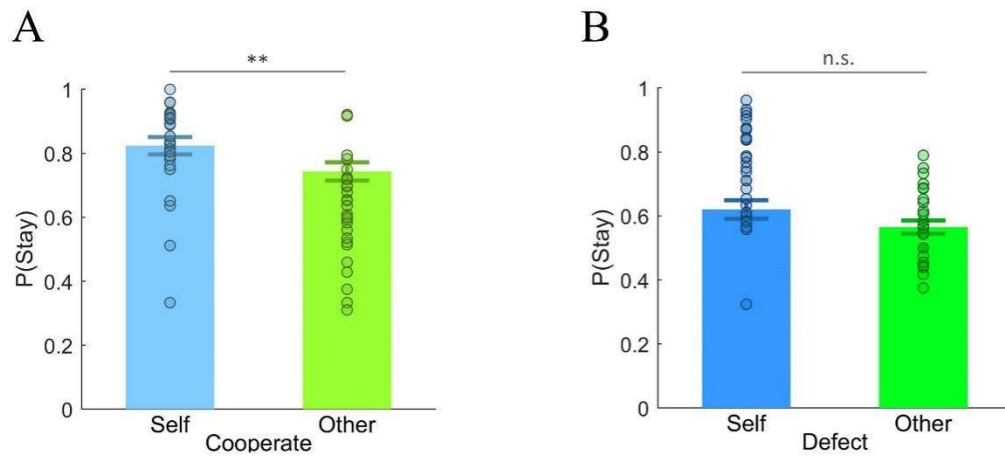 A
**
1
0.8
0.6
0.4
0.2
0
P(Stay)
Self Other
Cooperate
B
n.s.
1
0.8
0.6
0.4
0.2
0
P(Stay)
Self Other
Defect